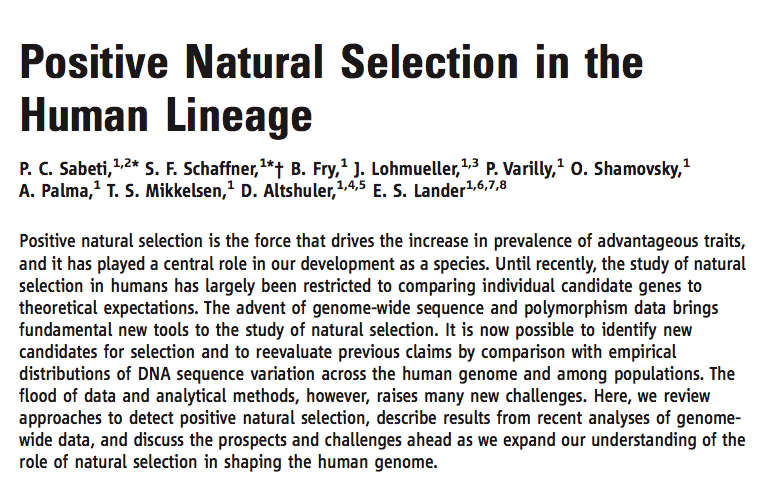 Positive Natural Selection in the
Human Lineage
P. C. Sabeti,1,2* S. F. Schaffner,1*† B. Fry,1 J. Lohmueller,1,3 P. Varilly,1 O. Shamovsky,1
A. Palma,1 T. S. Mikkelsen,1 D. Altshuler,1,4,5 E. S. Lander1,6,7,8
Positive natural selection is the force that drives the increase in prevalence of advantageous traits,
and it has played a central role in our development as a species. Until recently, the study of natural
selection in humans has largely been restricted to comparing individual candidate genes to
theoretical expectations. The advent of genome-wide sequence and polymorphism data brings
fundamental new tools to the study of natural selection. It is now possible to identify new
candidates for selection and to reevaluate previous claims by comparison with empirical
distributions of DNA sequence variation across the human genome and among populations. The
flood of data and analytical methods, however, raises many new challenges. Here, we review
approaches to detect positive natural selection, describe results from recent analyses of genome-
wide data, and discuss the prospects and challenges ahead as we expand our understanding of the
role of natural selection in shaping the human genome.